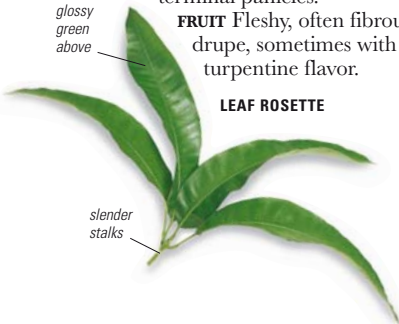 terminal panicles.
FRUIT Fleshy, often fibrou
drupe, sometimes with
turpentine flavor.
glossy
green
above
LEAF ROSETTE
slender
stalks